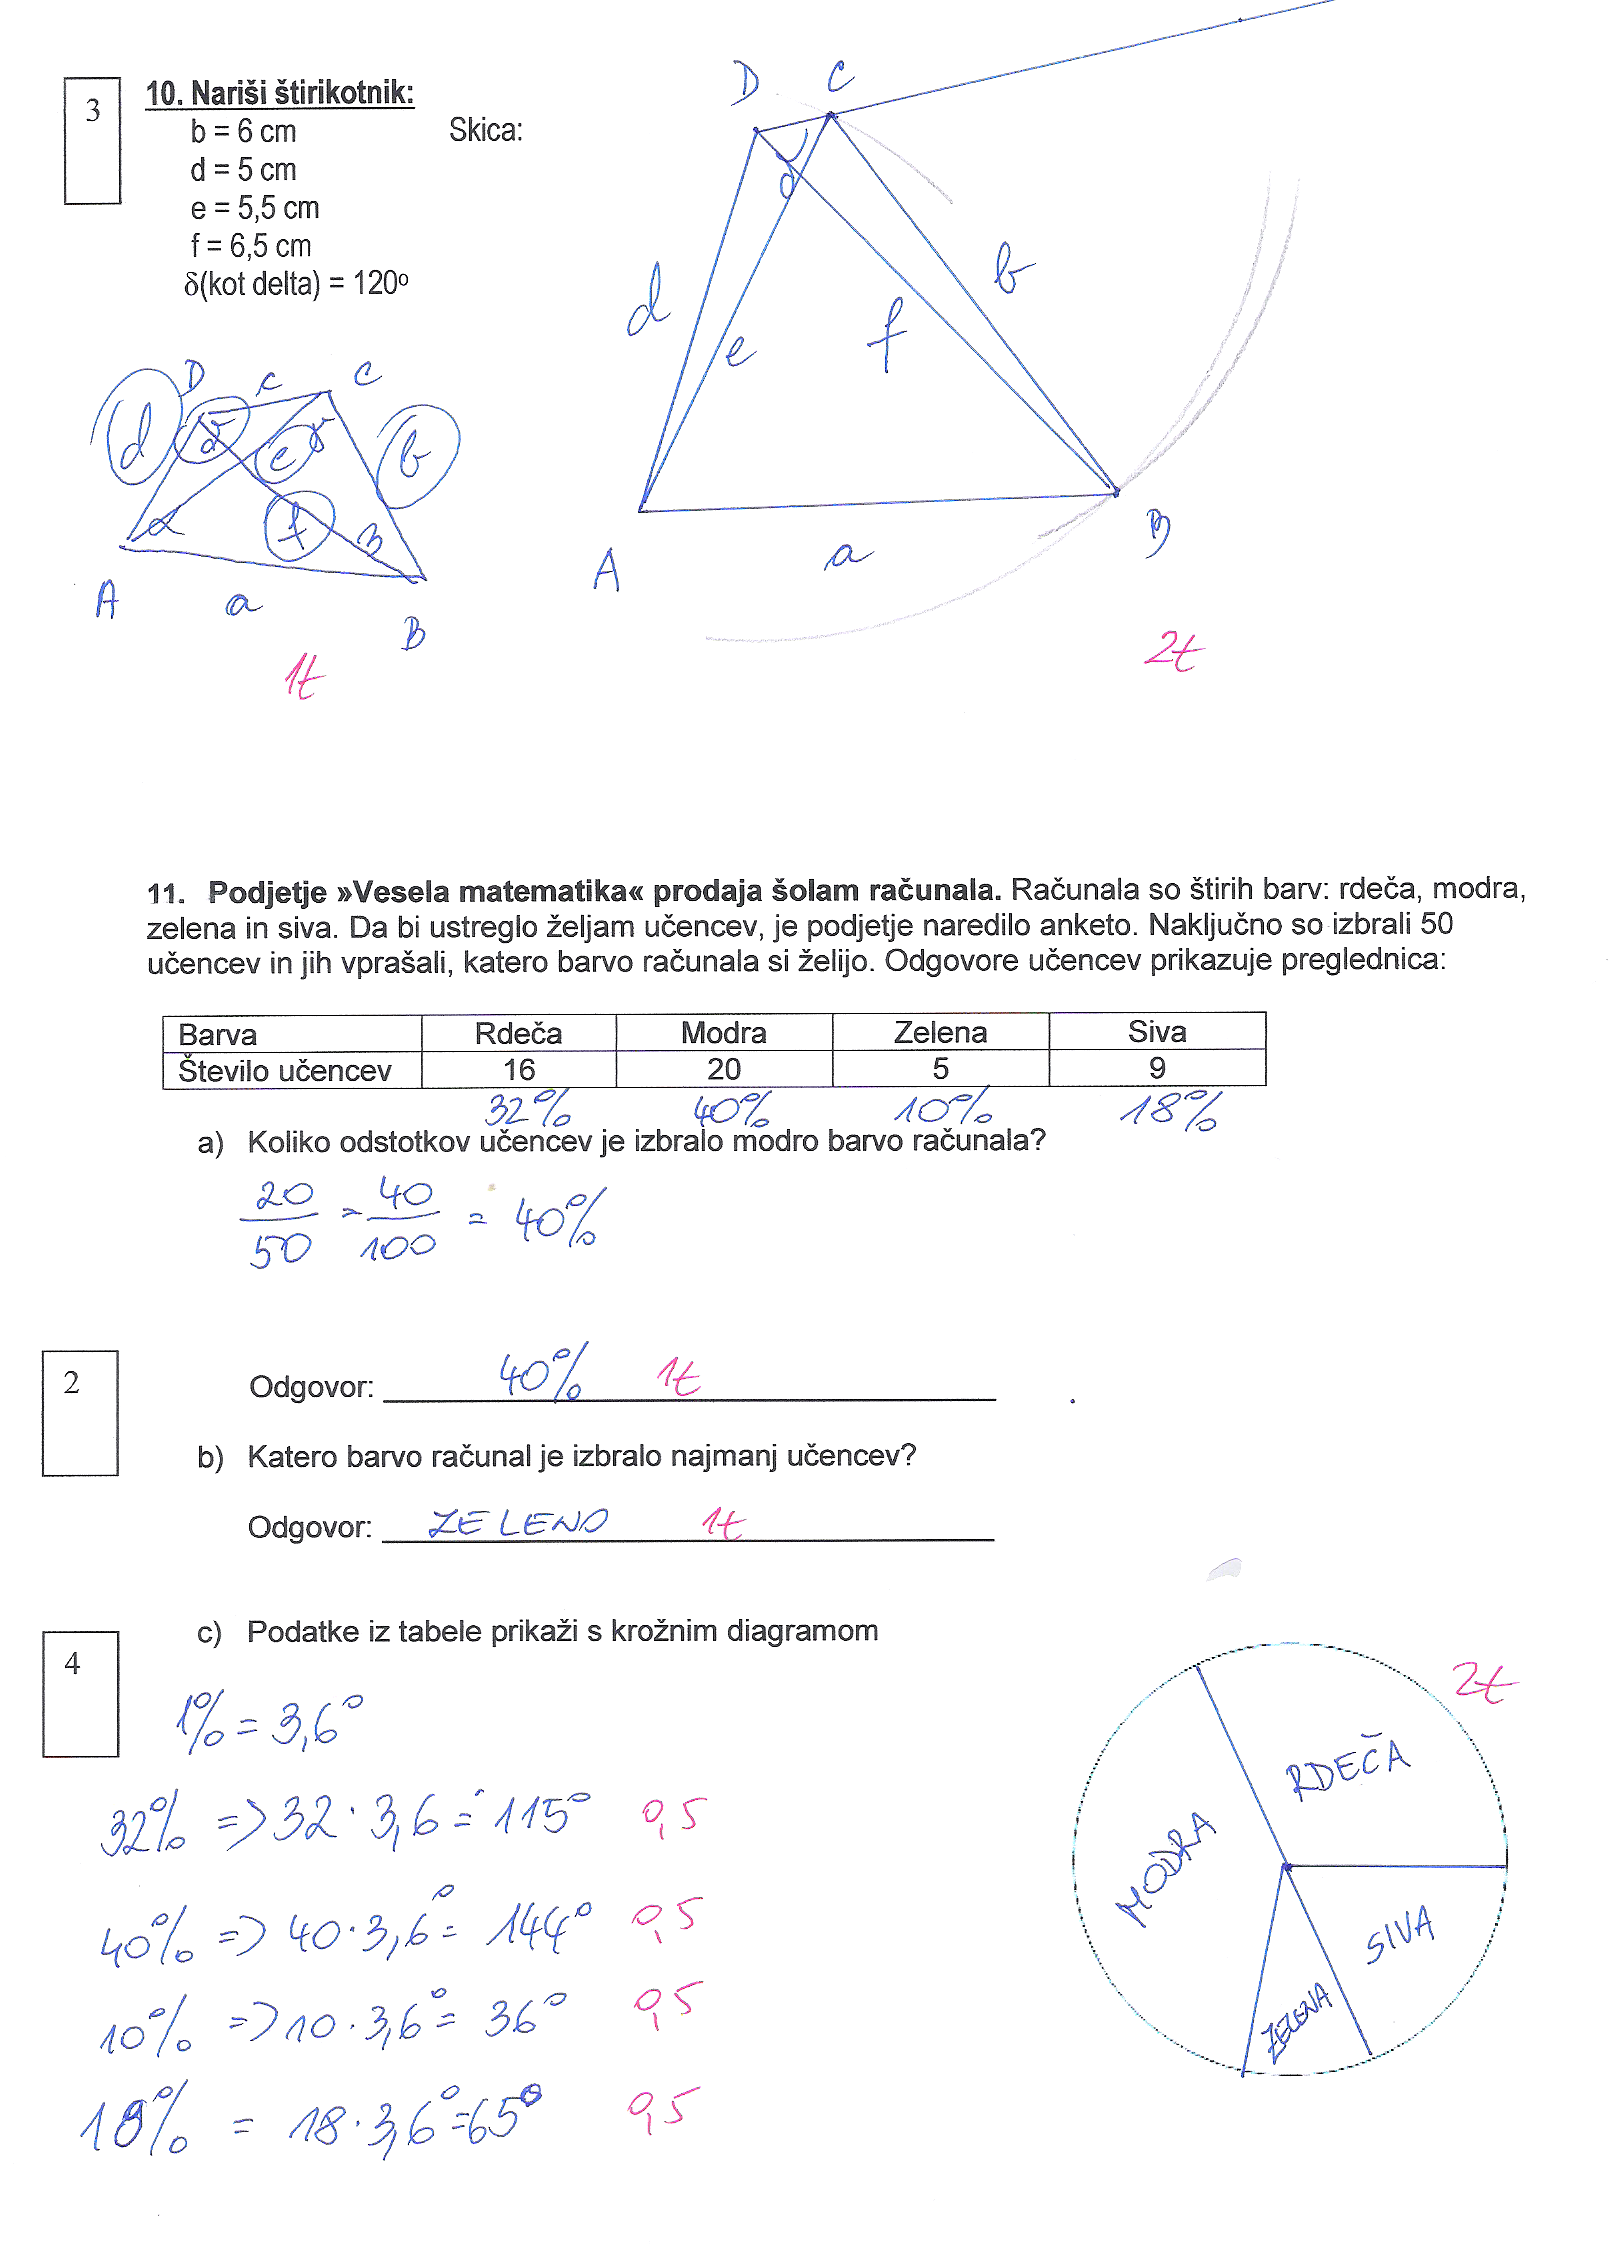 3
10. Nariši štirikotnik:
b = 6 cm
Skica:
d = 5 cm
e = 5,5 cm
f = 6,5 cm
δ(kot delta) = 120º
D C
d e f b
A a B
D c C
d δ e γ b
f
α β
A a B
1t
2t
11. Podjetje »Vesela matematika« prodaja šolam računala. Računala so štirih barv: rdeča, modra,
zelena in siva. Da bi ustreglo željam učencev, je podjetje naredilo anketo. Naključno so izbrali 50
učencev in jih vprašali, katero barvo računala si želijo. Odgovore učencev prikazuje preglednica:
Barva Rdeča Modra Zelena Siva
Število učencev 16 20 5 9
32% 40% 10% 18%
a) Koliko odstotkov učencev je izbralo modro barvo računala?
20/50 = 40/100 = 40%
2
Odgovor: 40% 1t
b) Katero barvo računal je izbralo najmanj učencev?
Odgovor: ZELENO 1t
4
c) Podatke iz tabele prikaži s krožnim diagramom
1% = 3,6°
32% => 32 · 3,6 = 115° 0,5
40% => 40 · 3,6° = 144° 0,5
10% => 10 · 3,6° = 36° 0,5
18% = 18 · 3,6° = 65° 0,5
2t
RDEČA
MODRA
SIVA
ZELENA